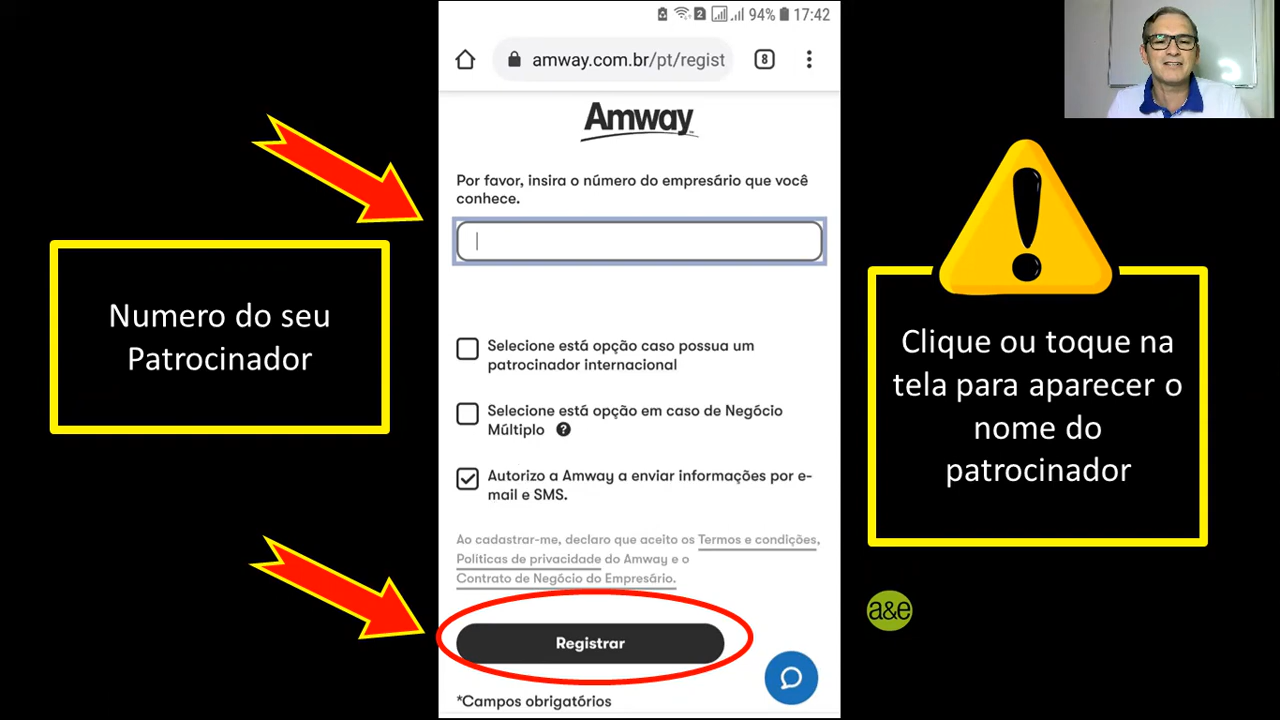 94% 17:42
amway.com.br/pt/regist
8
Amway
Por favor, insira o número do empresário que você
conhece.
Numero do seu
Patrocinador
Selecione está opção caso possua um
patrocinador internacional
Selecione está opção em caso de Negócio
Múltiplo ?
Autorizo a Amway a enviar informações por e-
mail e SMS.
Ao cadastrar-me, declaro que aceito os Termos e condições,
Políticas de privacidade do Amway e o
Contrato de Negócio do Empresário.
Registrar
*Campos obrigatórios
!
Clique ou toque na
tela para aparecer o
nome do
patrocinador
a&e